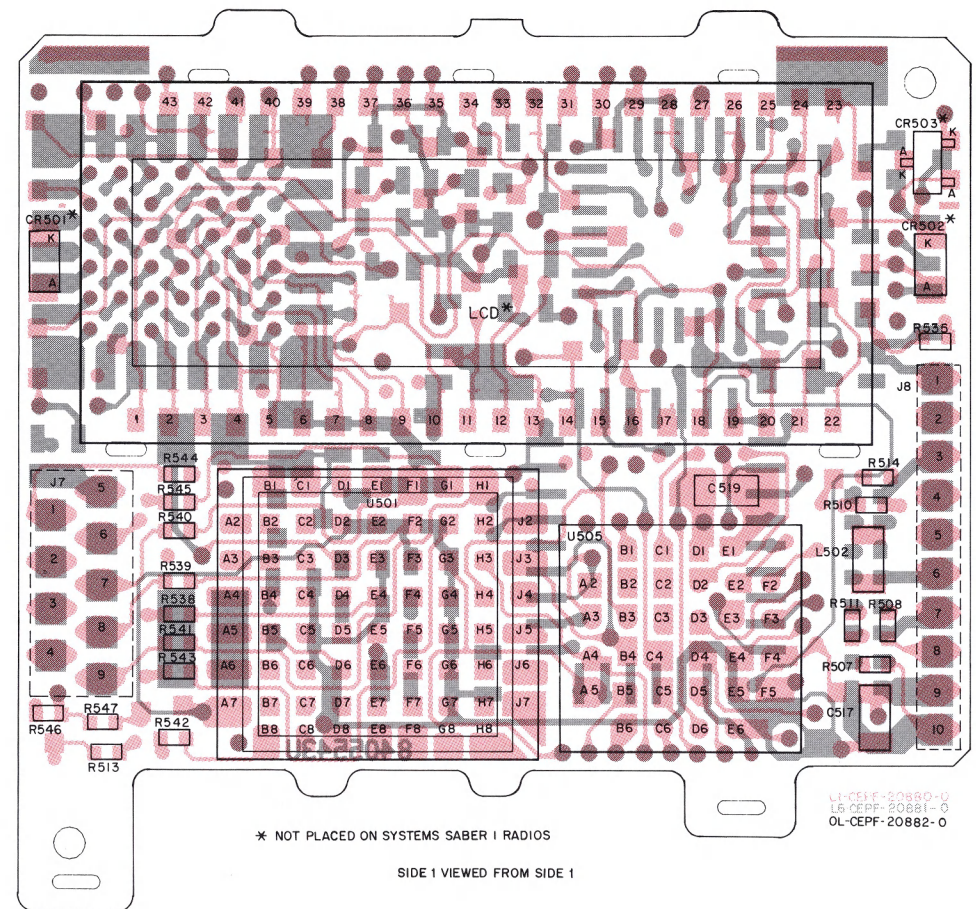 43 42 41 40 39 38 37 36 35 34 33 32 31 30 29 28 27 26 25 24 23
CR503*
K
A
K
A
CR501*
K
A
CR502*
K
A
LCD*
R536
1 2 3 4 5 6 7 8 9 10 11 12 13 14 15 16 17 18 19 20 21 22
J8
1
2
3
4
5
6
7
8
9
10
J7
5
1
6
2
7
3
8
4
9
R544
R545
R540
R539
R538
R541
R543
R546
R547
R542
R513
U501
B1 C1 D1 E1 F1 G1 H1
A2 B2 C2 D2 E2 F2 G2 H2 J2
A3 B3 C3 D3 E3 F3 G3 H3 J3
A4 B4 C4 D4 E4 F4 G4 H4 J4
A5 B5 C5 D5 E5 F5 G5 H5 J5
A6 B6 C6 D6 E6 F6 G6 H6 J6
A7 B7 C7 D7 E7 F7 G7 H7 J7
B8 C8 D8 E8 F8 G8 H8
8405543U
C519
U505
B1 C1 D1 E1
A2 B2 C2 D2 E2 F2
A3 B3 C3 D3 E3 F3
A4 B4 C4 D4 E4 F4
A5 B5 C5 D5 E5 F5
B6 C6 D6 E6
R514
R510
L502
R511
R508
R507
C517
L1-CEPF-20880-0
L6-CEPF-20881-0
OL-CEPF-20882-0
* NOT PLACED ON SYSTEMS SABER I RADIOS
SIDE 1 VIEWED FROM SIDE 1